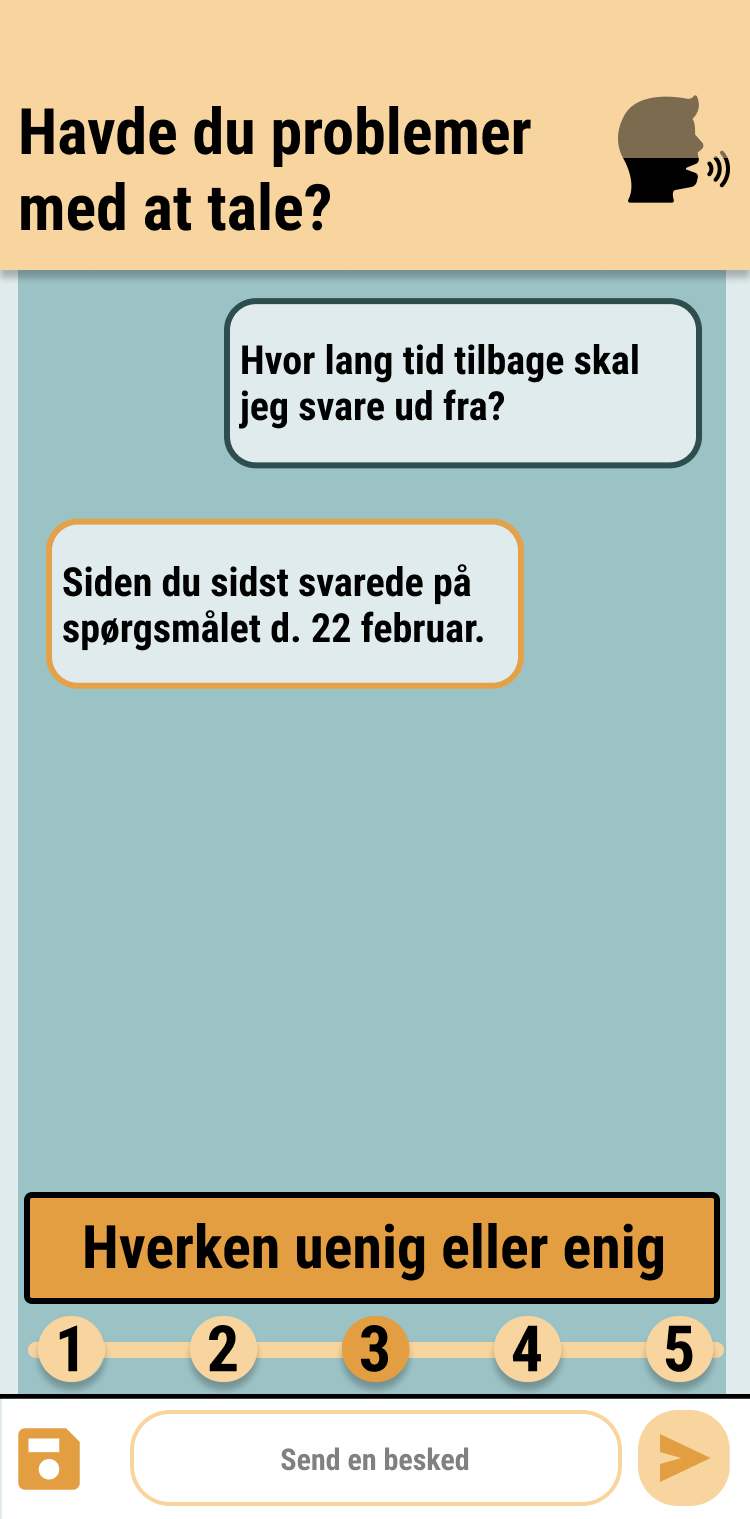 Havde du problemer
med at tale?
Hvor lang tid tilbage skal
jeg svare ud fra?
Siden du sidst svarede på
spørgsmålet d. 22 februar.
Hverken uenig eller enig
1 2 3 4 5
Send en besked